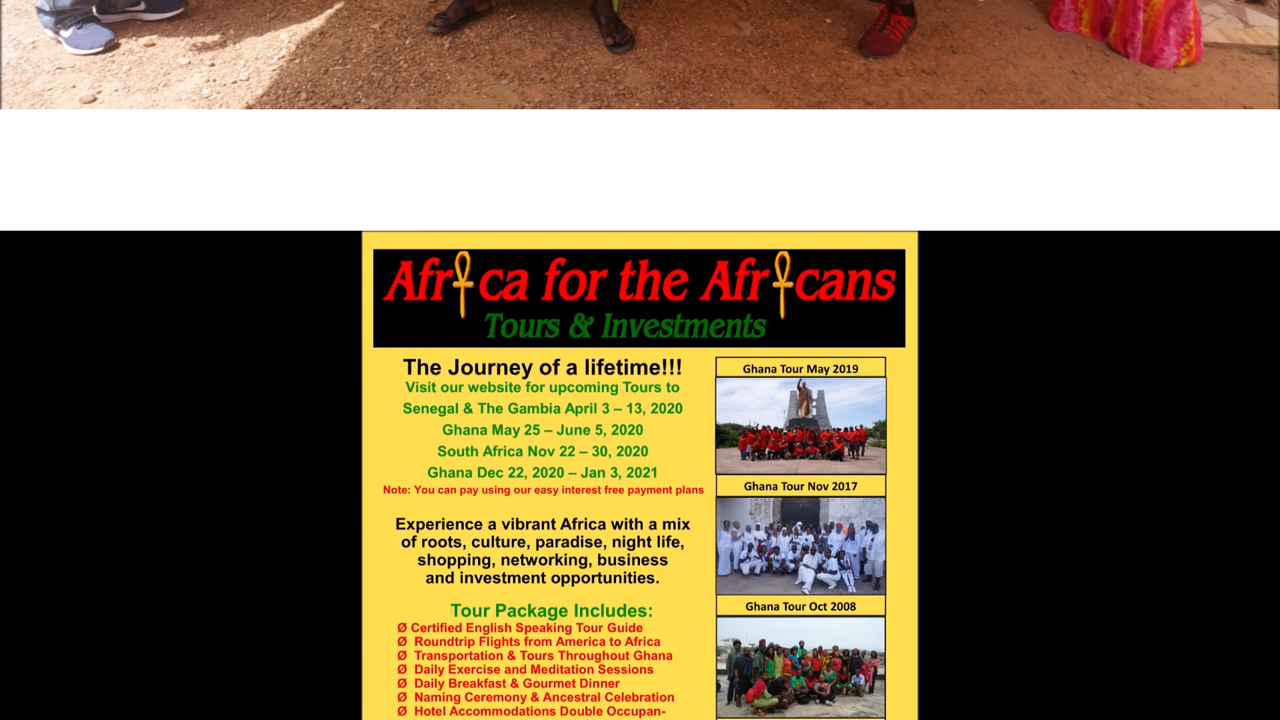 Africa for the Africans
Tours & Investments
The Journey of a lifetime!!!
Visit our website for upcoming Tours to
Senegal & The Gambia April 3 – 13, 2020
Ghana May 25 – June 5, 2020
South Africa Nov 22 – 30, 2020
Ghana Dec 22, 2020 – Jan 3, 2021
Note: You can pay using our easy interest free payment plans
Experience a vibrant Africa with a mix
of roots, culture, paradise, night life,
shopping, networking, business
and investment opportunities.
Tour Package Includes:
Ø Certified English Speaking Tour Guide
Ø Roundtrip Flights from America to Africa
Ø Transportation & Tours Throughout Ghana
Ø Daily Exercise and Meditation Sessions
Ø Daily Breakfast & Gourmet Dinner
Ø Naming Ceremony & Ancestral Celebration
Ø Hotel Accommodations Double Occupan-
Ghana Tour May 2019
Ghana Tour Nov 2017
Ghana Tour Oct 2008